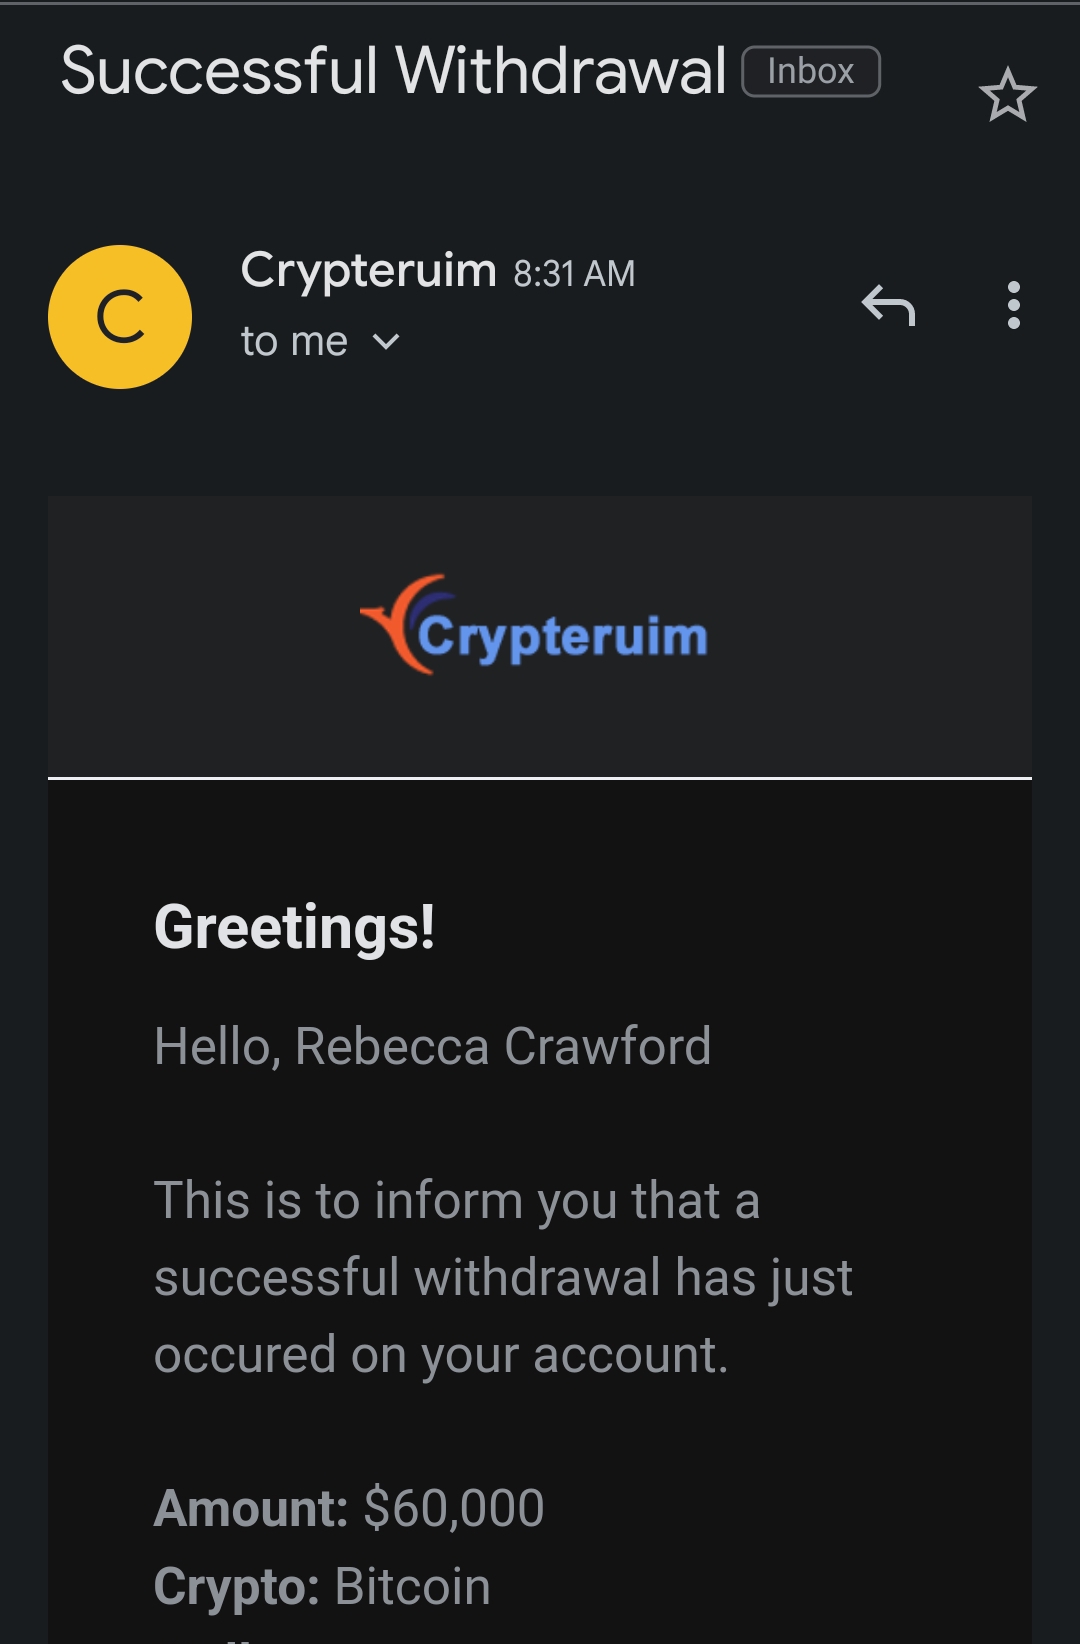 Successful Withdrawal Inbox
C
Crypteruim 8:31 AM
to me
Crypteruim
Greetings!
Hello, Rebecca Crawford
This is to inform you that a
successful withdrawal has just
occured on your account.
Amount: $60,000
Crypto: Bitcoin